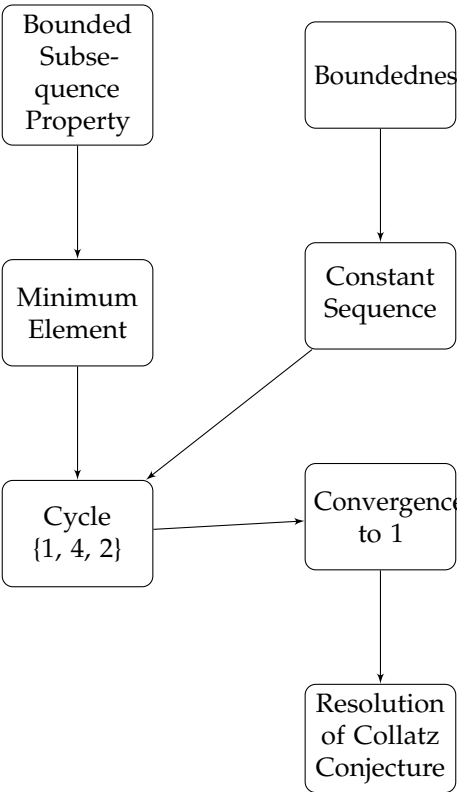 Bounded
Subse-
quence
Property
Boundednes
Minimum
Element
Constant
Sequence
Cycle
{1, 4, 2}
Convergence
to 1
Resolution
of Collatz
Conjecture